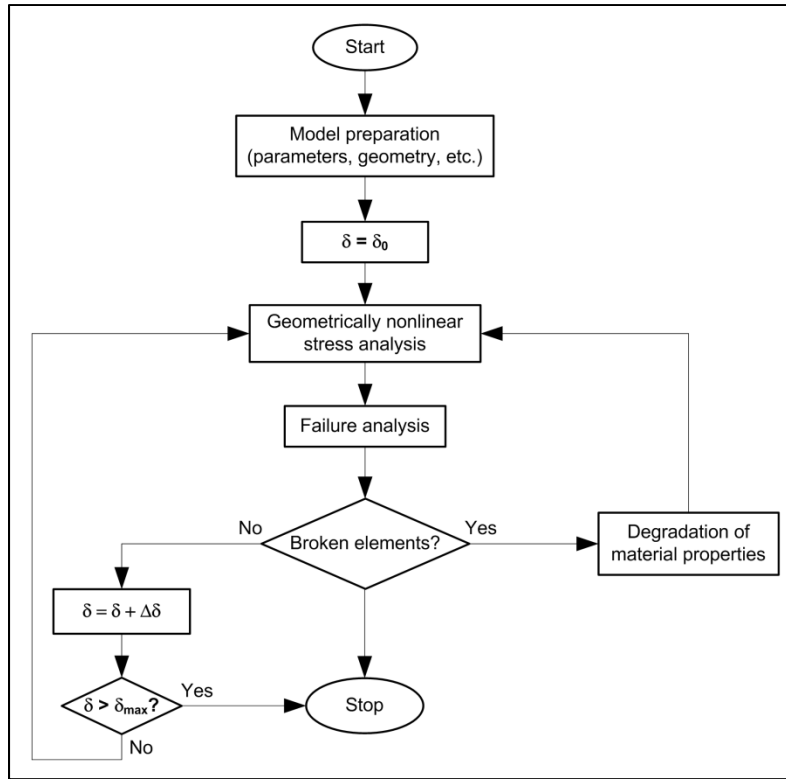 Start
Model preparation
(parameters, geometry, etc.)
δ = δ₀
Geometrically nonlinear
stress analysis
Failure analysis
No
Broken elements?
Yes
Degradation of
material properties
δ = δ + Δδ
δ > δmax?
Yes
Stop
No